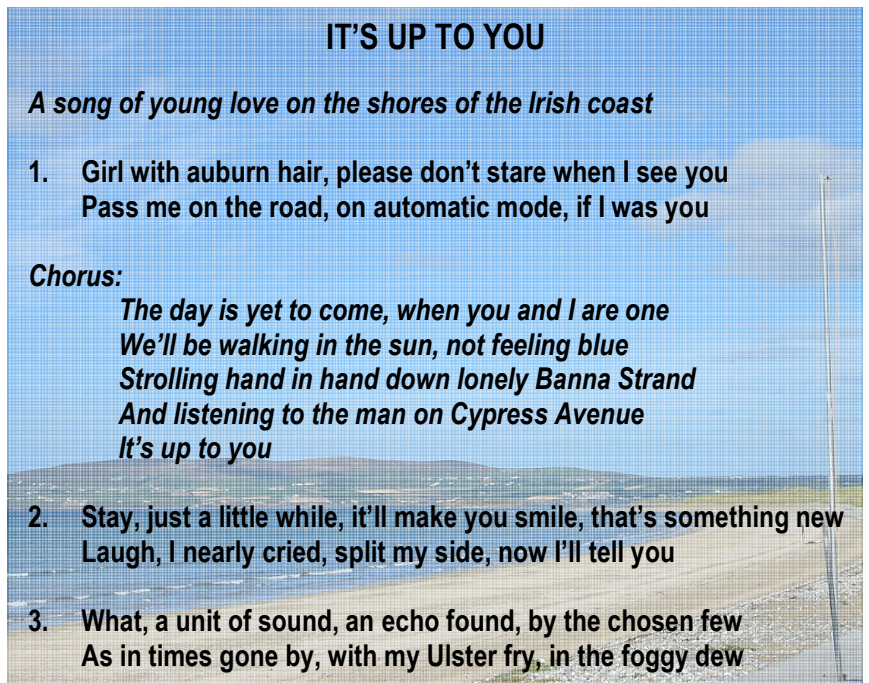 IT'S UP TO YOU
A song of young love on the shores of the Irish coast
1. Girl with auburn hair, please don't stare when I see you
Pass me on the road, on automatic mode, if I was you
Chorus:
The day is yet to come, when you and I are one
We'll be walking in the sun, not feeling blue
Strolling hand in hand down lonely Banna Strand
And listening to the man on Cypress Avenue
It's up to you
2. Stay, just a little while, it'll make you smile, that's something new
Laugh, I nearly cried, split my side, now I'll tell you
3. What, a unit of sound, an echo found, by the chosen few
As in times gone by, with my Ulster fry, in the foggy dew